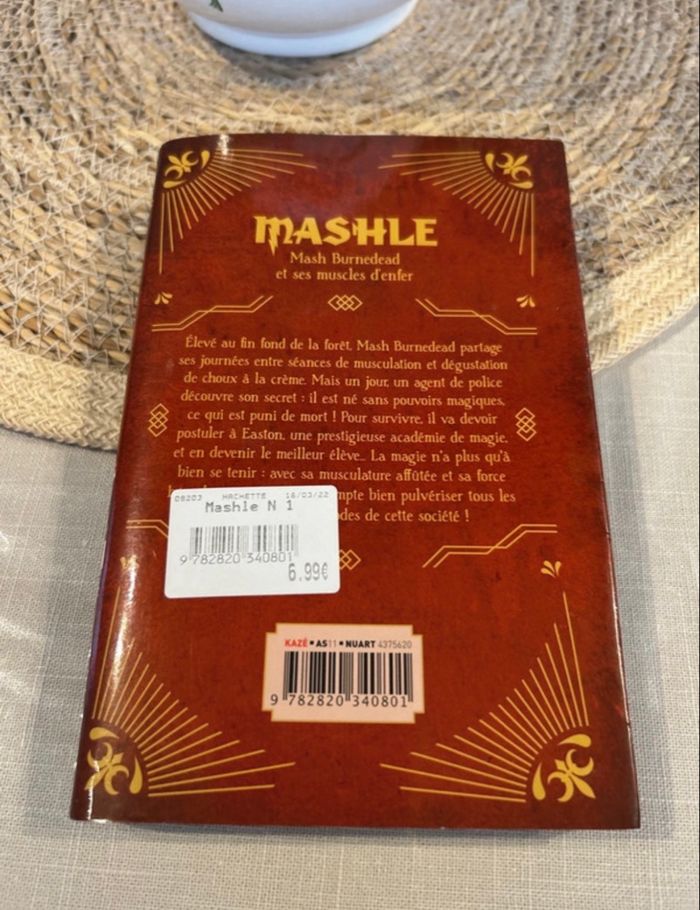 MASHLE
Mash Burnedead
et ses muscles d'enfer
Élevé au fin fond de la forêt, Mash Burnedead partage
ses journées entre séances de musculation et dégustation
de choux à la crème. Mais un jour, un agent de police
découvre son secret : il est né sans pouvoirs magiques,
ce qui est puni de mort ! Pour survivre, il va devoir
postuler à Easton, une prestigieuse académie de magie,
et en devenir le meilleur élève... La magie n'a plus qu'à
bien se tenir : avec sa musculature affûtée et sa force
bien pulvériser tous les
de cette société !
08203 HACHETTE 16/03/22
Mashle N 1
9 782820 340801
6.99€
KAZÉ ▪ AS11 ▪ NUART 4375620
9 782820 340801